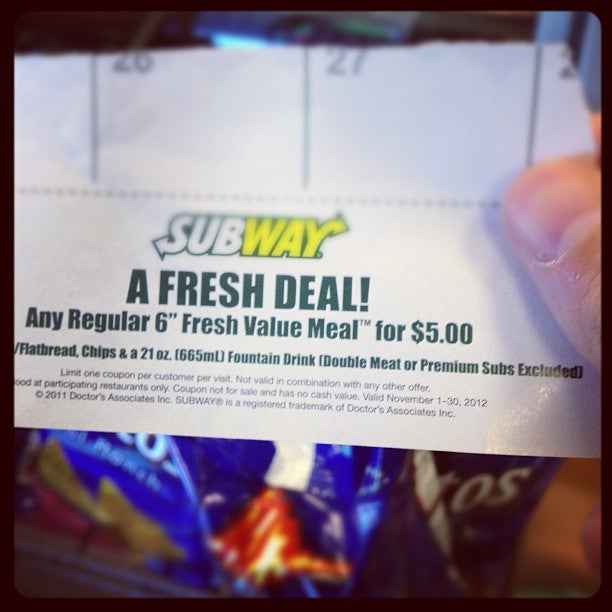 26 27
SUBWAY
A FRESH DEAL!
Any Regular 6" Fresh Value Meal™ for $5.00
/Flatbread, Chips & a 21 oz. (665mL) Fountain Drink (Double Meat or Premium Subs Excluded)
Limit one coupon per customer per visit. Not valid in combination with any other offer.
ood at participating restaurants only. Coupon not for sale and has no cash value. Valid November 1–30, 2012
© 2011 Doctor's Associates Inc. SUBWAY® is a registered trademark of Doctor's Associates Inc.
tos